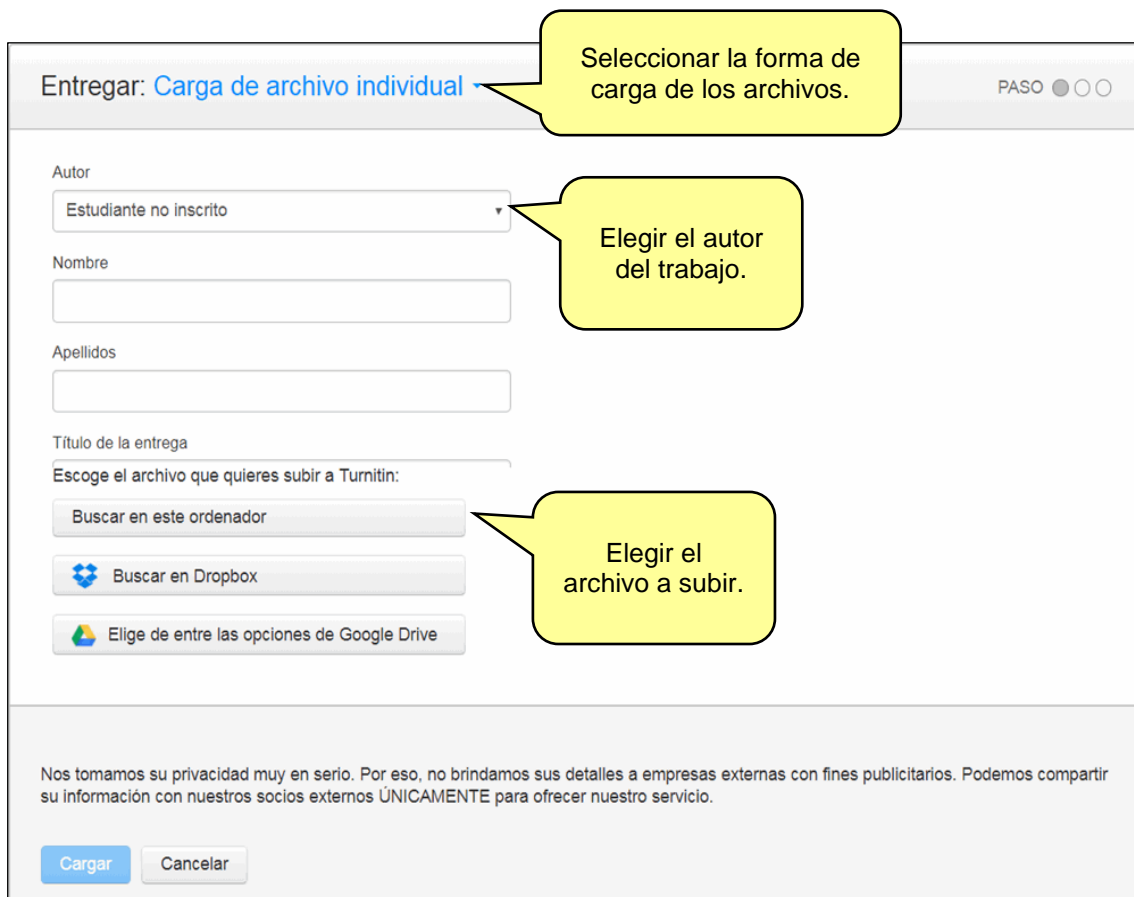 Seleccionar la forma de
carga de los archivos.
Entregar: Carga de archivo individual
PASO
Autor
Estudiante no inscrito
Elegir el autor
del trabajo.
Nombre
Apellidos
Título de la entrega
Escoge el archivo que quieres subir a Turnitin:
Buscar en este ordenador
Elegir el
archivo a subir.
Buscar en Dropbox
Elige de entre las opciones de Google Drive
Nos tomamos su privacidad muy en serio. Por eso, no brindamos sus detalles a empresas externas con fines publicitarios. Podemos compartir
su información con nuestros socios externos ÚNICAMENTE para ofrecer nuestro servicio.
Cargar
Cancelar